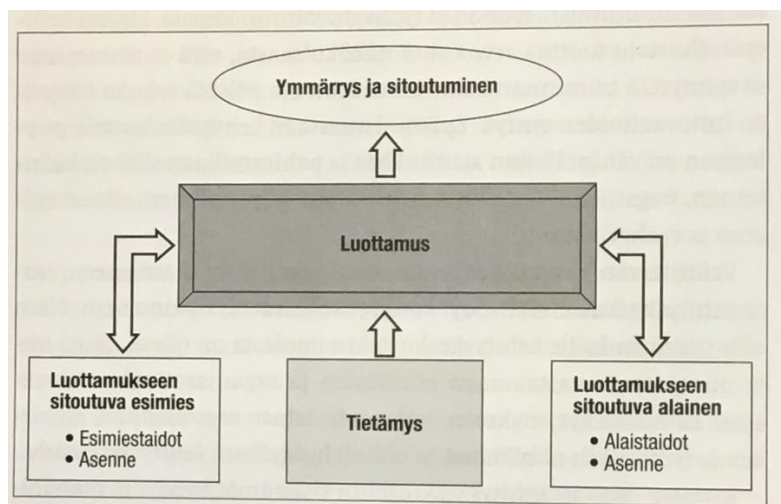 Ymmärrys ja sitoutuminen
Luottamus
Luottamukseen
sitoutuva esimies
• Esimiestaidot
• Asenne
Tietämys
Luottamukseen
sitoutuva alainen
• Alaistaidot
• Asenne